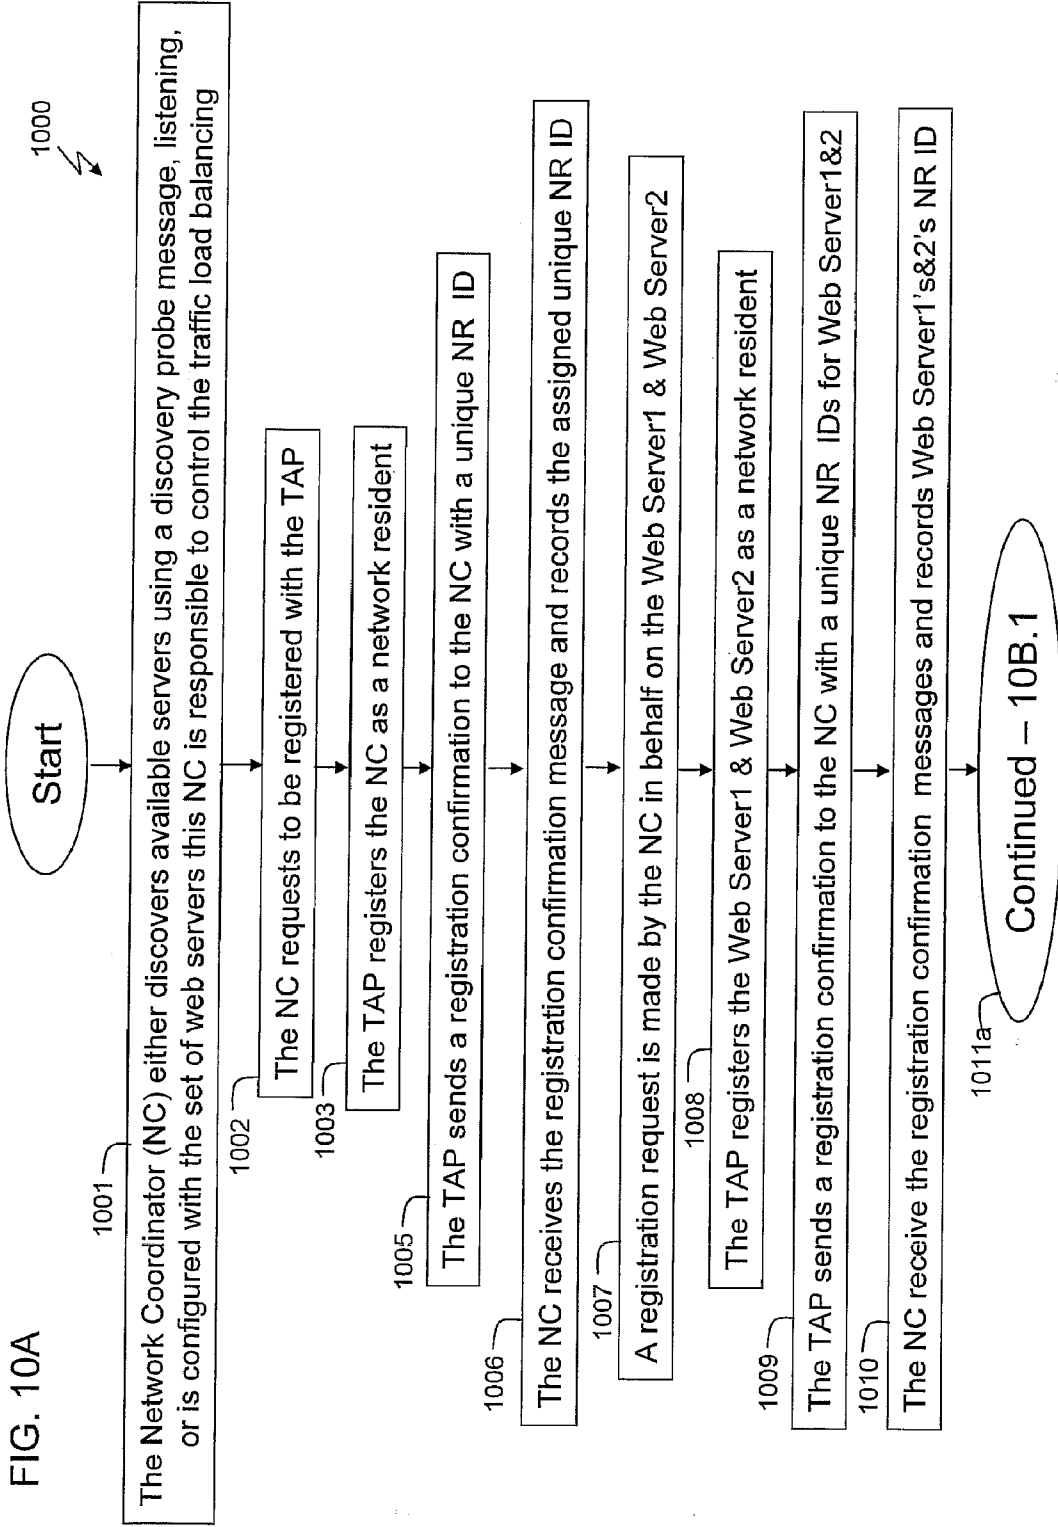 FIG. 10A
1000
Start
1001
The Network Coordinator (NC) either discovers available servers using a discovery probe message, listening,
or is configured with the set of web servers this NC is responsible to control the traffic load balancing
1002
The NC requests to be registered with the TAP
1003
The TAP registers the NC as a network resident
1005
The TAP sends a registration confirmation to the NC with a unique NR ID
1006
The NC receives the registration confirmation message and records the assigned unique NR ID
1007
A registration request is made by the NC in behalf on the Web Server1 & Web Server2
1008
The TAP registers the Web Server1 & Web Server2 as a network resident
1009
The TAP sends a registration confirmation to the NC with a unique NR IDs for Web Server1&2
1010
The NC receive the registration confirmation messages and records Web Server1's&2's NR ID
1011a
Continued – 10B.1